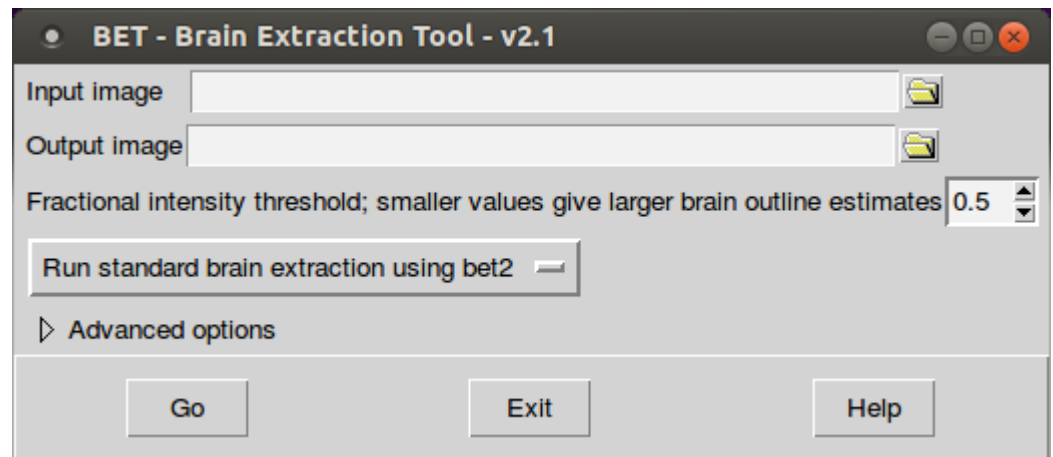 BET - Brain Extraction Tool - v2.1
Input image
Output image
Fractional intensity threshold; smaller values give larger brain outline estimates 0.5
Run standard brain extraction using bet2
Advanced options
Go Exit Help